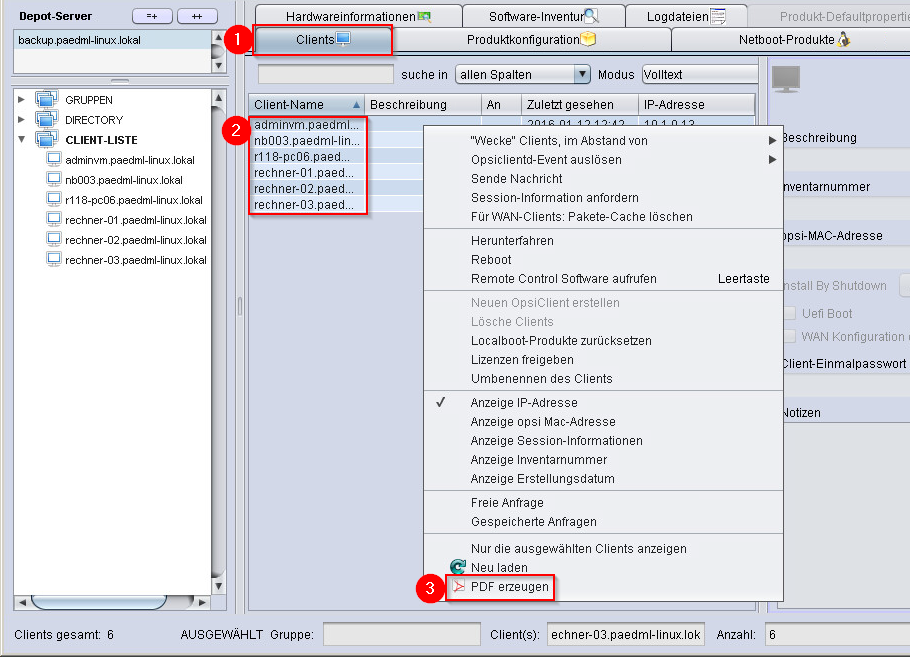 Depot-Server
=+
++
backup.paedml-linux.lokal
GRUPPEN
DIRECTORY
CLIENT-LISTE
adminvm.paedml-linux.lokal
nb003.paedml-linux.lokal
r118-pc06.paedml-linux.lokal
rechner-01.paedml-linux.lokal
rechner-02.paedml-linux.lokal
rechner-03.paedml-linux.lokal
Hardwareinformationen
Software-Inventur
Logdateien
Produkt-Defaultpropertie
1
Clients
Produktkonfiguration
Netboot-Produkte
suche in
allen Spalten
Modus
Volltext
Client-Name
Beschreibung
An
Zuletzt gesehen
IP-Adresse
2
adminvm.paedml...
2016-01-12 12:42
10.1.0.13
nb003.paedml-lin...
r118-pc06.paed...
rechner-01.paed...
rechner-02.paed...
rechner-03.paed...
"Wecke" Clients, im Abstand von
Opsiclientd-Event auslösen
Sende Nachricht
Session-Information anfordern
Für WAN-Clients: Pakete-Cache löschen
Herunterfahren
Reboot
Remote Control Software aufrufen
Leertaste
Neuen OpsiClient erstellen
Lösche Clients
Localboot-Produkte zurücksetzen
Lizenzen freigeben
Umbenennen des Clients
✓ Anzeige IP-Adresse
Anzeige opsi Mac-Adresse
Anzeige Session-Informationen
Anzeige Inventarnummer
Anzeige Erstellungsdatum
Freie Anfrage
Gespeicherte Anfragen
Nur die ausgewählten Clients anzeigen
Neu laden
3
PDF erzeugen
Beschreibung
nventarnummer
opsi-MAC-Adresse
nstall By Shutdown
Uefi Boot
WAN Konfiguration
Client-Einmalpasswort
Notizen
Clients gesamt: 6
AUSGEWÄHLT Gruppe:
Client(s):
echner-03.paedml-linux.lok
Anzahl:
6